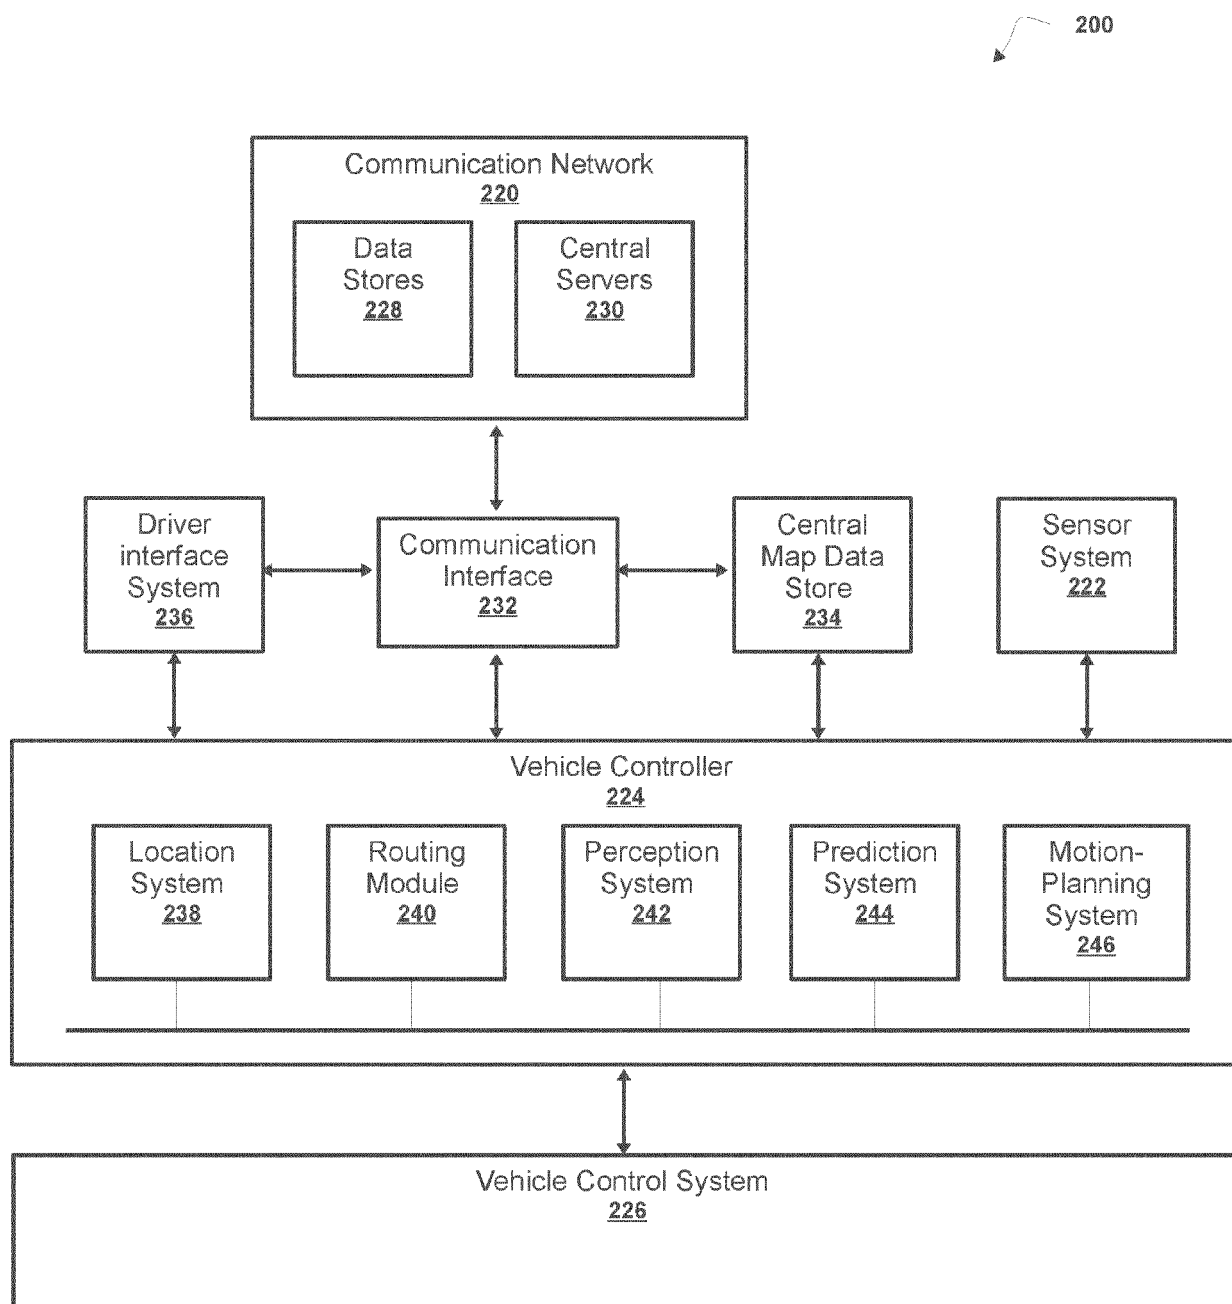 200
Communication Network
220
Data
Stores
228
Central
Servers
230
Driver
interface
System
236
Communication
Interface
232
Central
Map Data
Store
234
Sensor
System
222
Vehicle Controller
224
Location
System
238
Routing
Module
240
Perception
System
242
Prediction
System
244
Motion-
Planning
System
246
Vehicle Control System
226